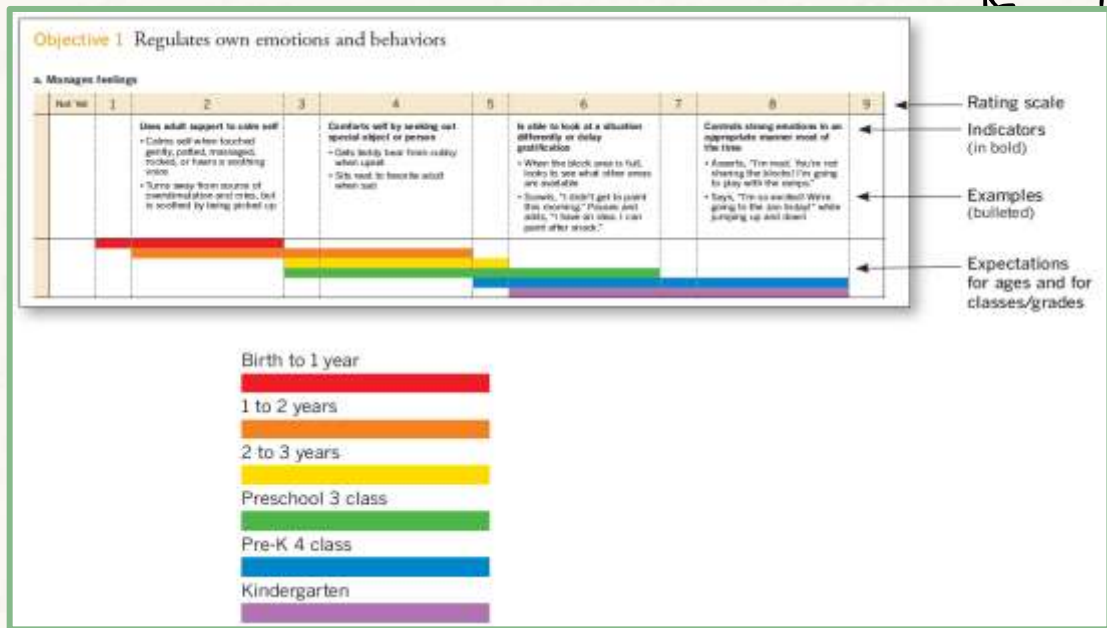 Objective 1 Regulates own emotions and behaviors
a. Manages feelings
Not Yet 1 2 3 4 5 6 7 8 9
Rating scale
Uses adult support to calm self
• Calms self when touched
gently, patted, massaged,
rocked, or hears a soothing
voice
• Turns away from source of
overstimulation and cries, but
is soothed by being picked up
Comforts self by seeking out
special object or person
• Gets teddy bear from cubby
when upset
• Sits next to favorite adult
when sad
Is able to look at a situation
differently or delay
gratification
• When the block area is full,
looks to see what other areas
are available
• Scowls, "I didn't get to paint
this morning." Pauses and
adds, "I have an idea. I can
paint after snack."
Controls strong emotions in an
appropriate manner most of
the time
• Asserts, "I'm mad. You're not
sharing the blocks! I'm going
to play with the ramps."
• Says, "I'm so excited! We're
going to the zoo today!" while
jumping up and down
Indicators
(in bold)
Examples
(bulleted)
Expectations
for ages and for
classes/grades
Birth to 1 year
1 to 2 years
2 to 3 years
Preschool 3 class
Pre-K 4 class
Kindergarten